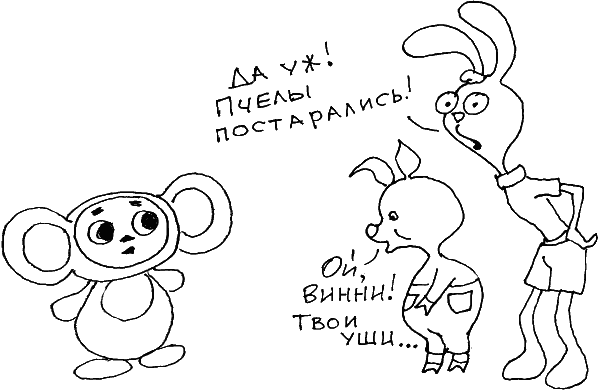 ДА УЖ!
ПЧЕЛЫ
ПОСТАРАЛИСЬ!
ОЙ,
ВИННИ!
ТВОИ
УШИ...